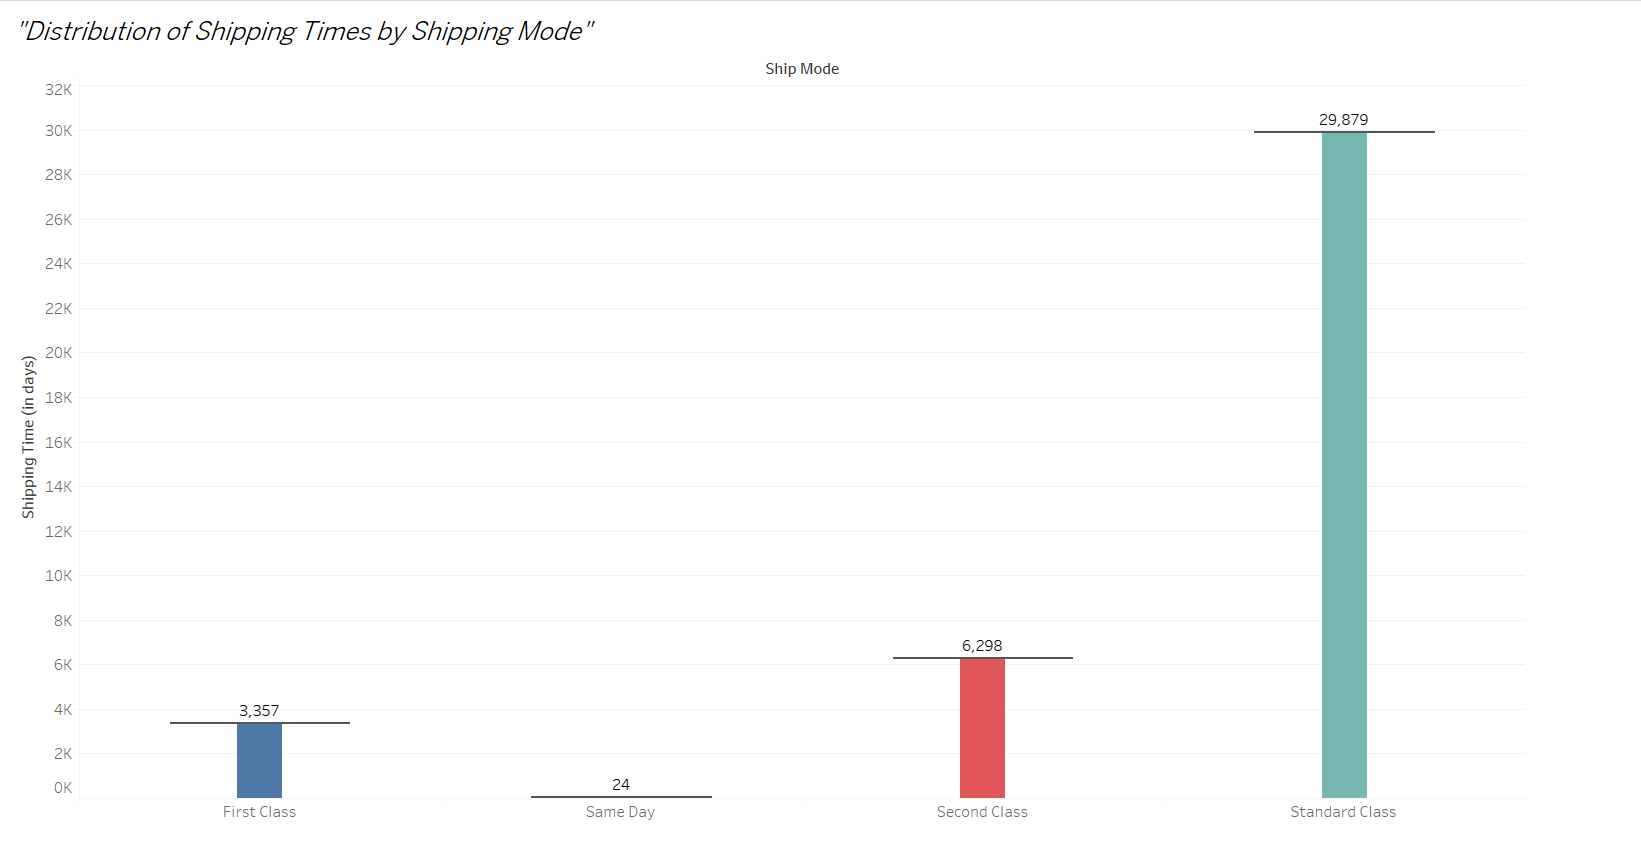 "Distribution of Shipping Times by Shipping Mode"
Ship Mode
32K
30K
28K
26K
24K
22K
20K
18K
16K
14K
12K
10K
8K
6K
4K
2K
0K
Shipping Time (in days)
3,357
24
6,298
29,879
First Class
Same Day
Second Class
Standard Class